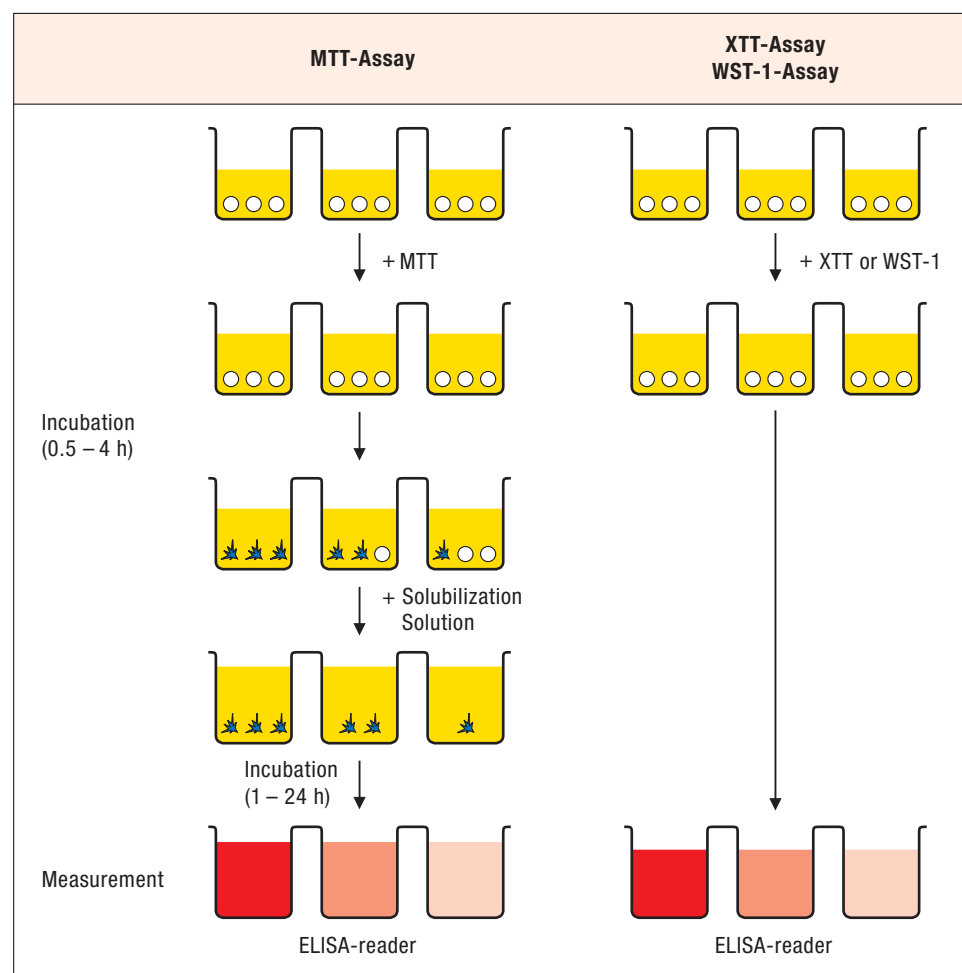 MTT-Assay
XTT-Assay
WST-1-Assay
+ MTT
+ XTT or WST-1
Incubation
(0.5 – 4 h)
+ Solubilization
Solution
Incubation
(1 – 24 h)
Measurement
ELISA-reader
ELISA-reader